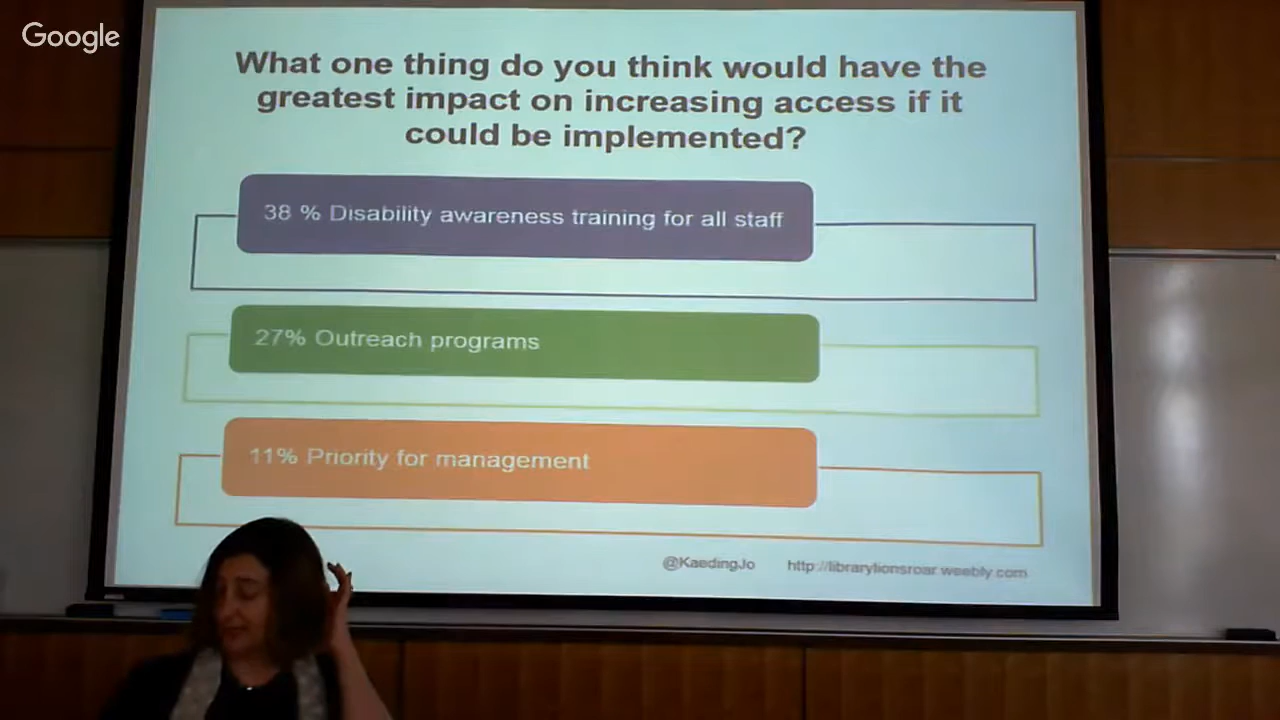 Google
What one thing do you think would have the
greatest impact on increasing access if it
could be implemented?
38 % Disability awareness training for all staff
27% Outreach programs
11% Priority for management
@KaedingJo http://librarylionsroar.weebly.com